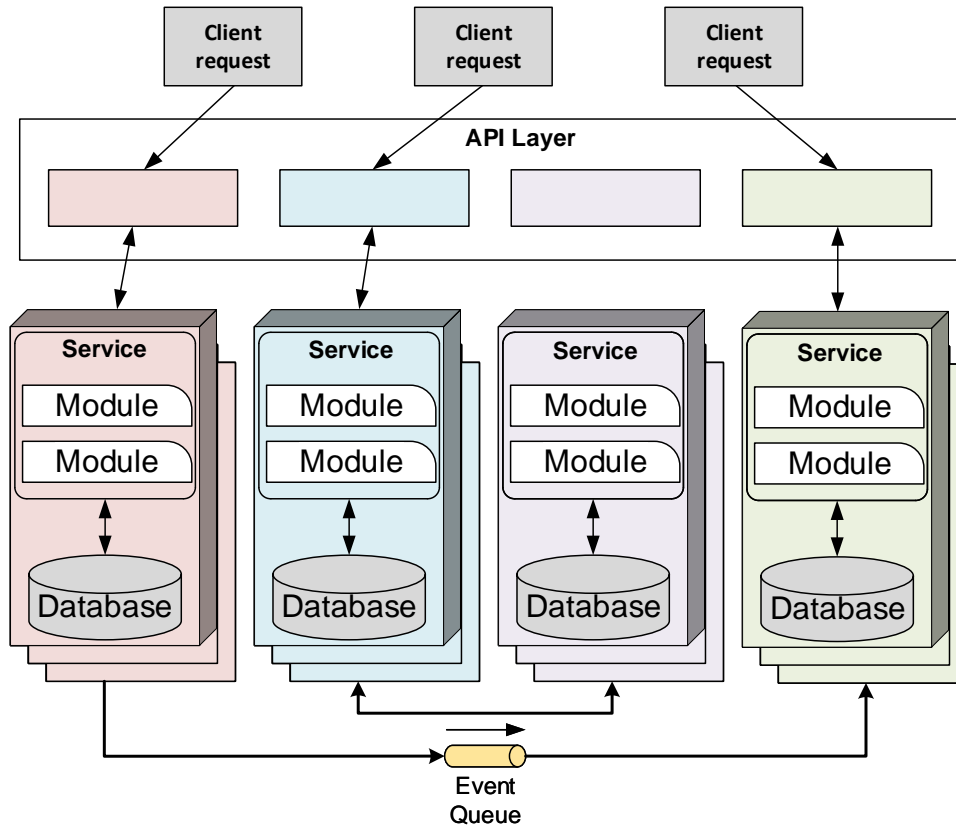 Client
request
Client
request
Client
request
API Layer
Service
Module
Module
Database
Service
Module
Module
Database
Service
Module
Module
Database
Service
Module
Module
Database
Event
Queue